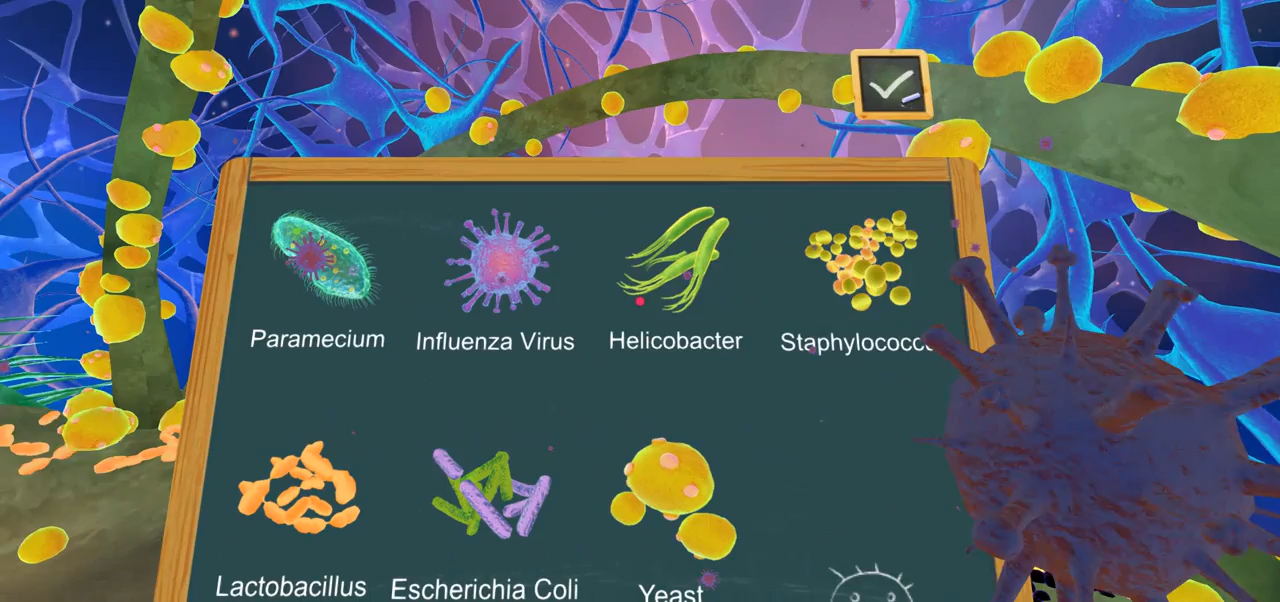 Paramecium
Influenza Virus
Helicobacter
Lactobacillus
Escherichia Coli
Yeast